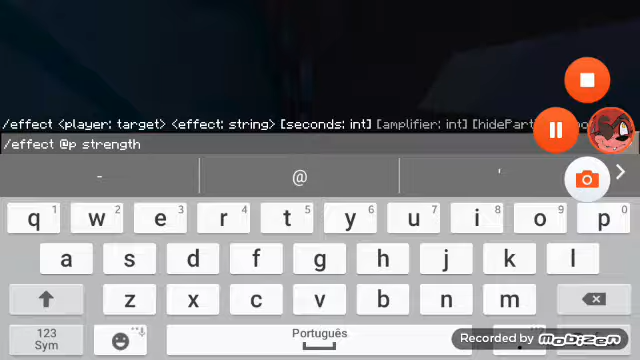 /effect <player: target> <effect: string> [seconds: int] [amplifier: int] [hidePart
/effect @p strength
- @ '
q 1 w 2 e 3 r 4 t 5 y 6 u 7 i 8 o 9 p 0
a s d f g h j k l
z x c v b n m
123
Sym
Português
Recorded by mobizen